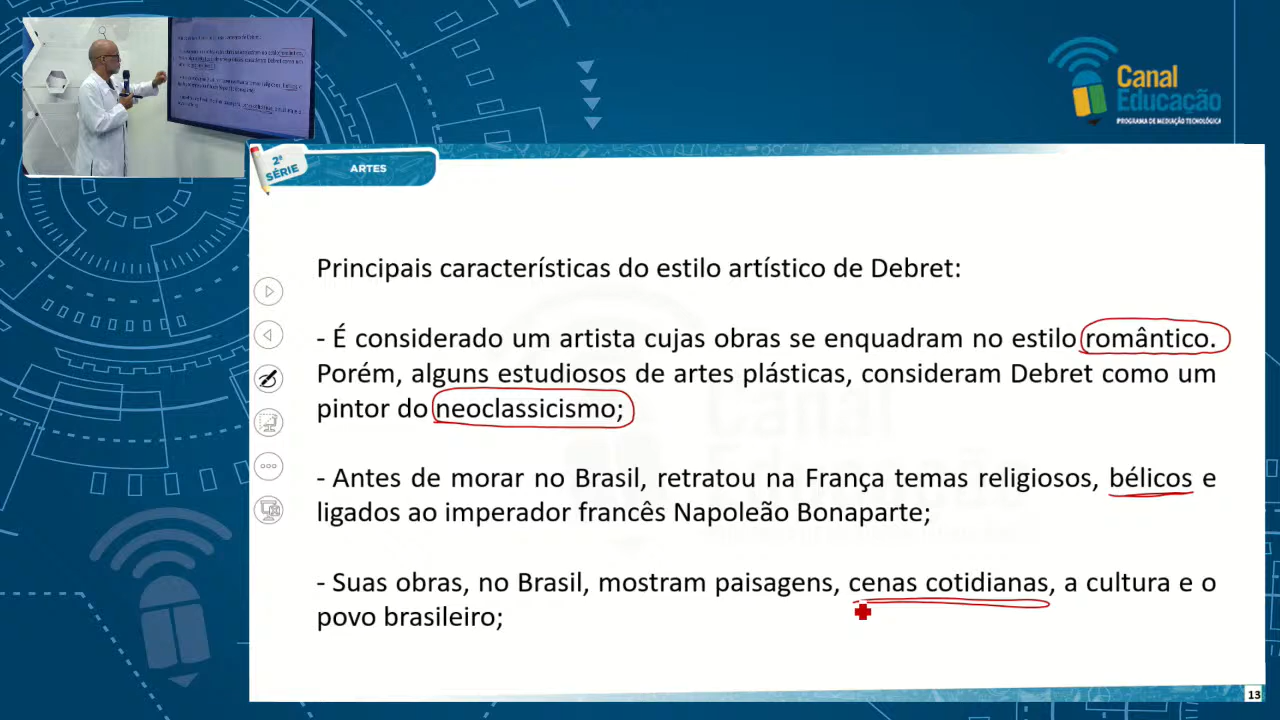 Canal
Educação
PROGRAMA DE MEDIAÇÃO TECNOLÓGICA
2ª
SÉRIE
ARTES
Principais características do estilo artístico de Debret:
- É considerado um artista cujas obras se enquadram no estilo romântico.
Porém, alguns estudiosos de artes plásticas, consideram Debret como um
pintor do neoclassicismo;
- Antes de morar no Brasil, retratou na França temas religiosos, bélicos e
ligados ao imperador francês Napoleão Bonaparte;
- Suas obras, no Brasil, mostram paisagens, cenas cotidianas, a cultura e o
povo brasileiro;
13